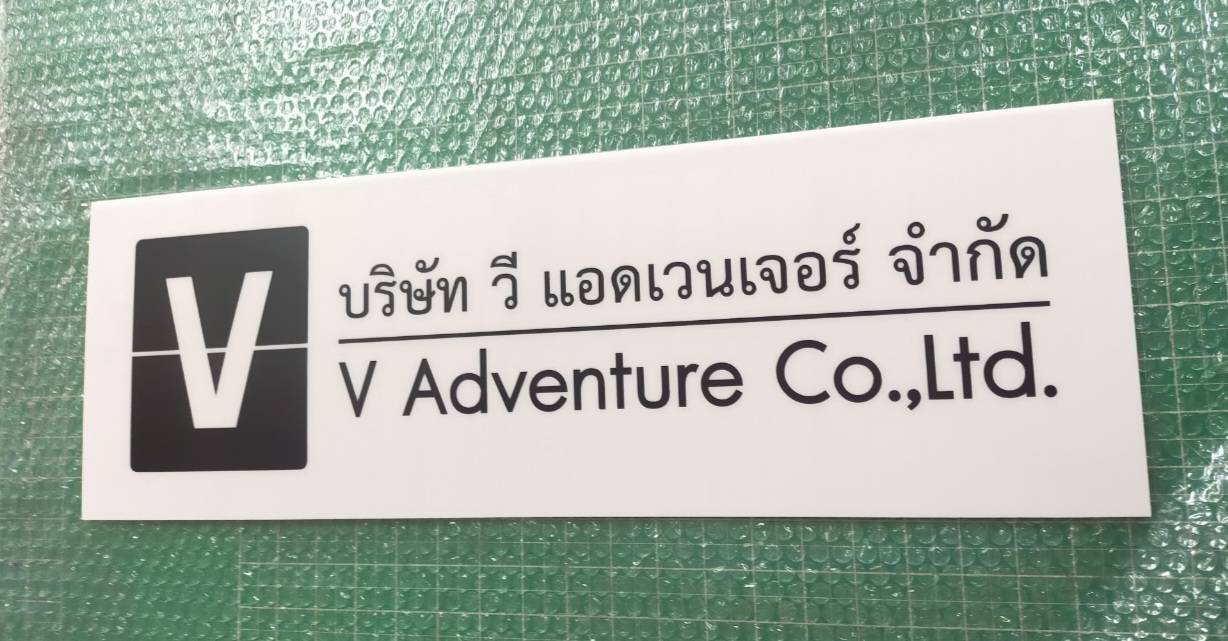 V
บริษัท วี แอดเวนเจอร์ จำกัด
V Adventure Co.,Ltd.